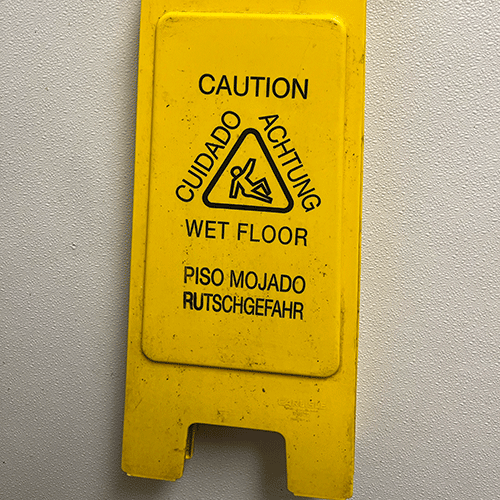 CAUTION
CUIDADO
ACHTUNG
WET FLOOR
PISO MOJADO
RUTSCHGEFAHR